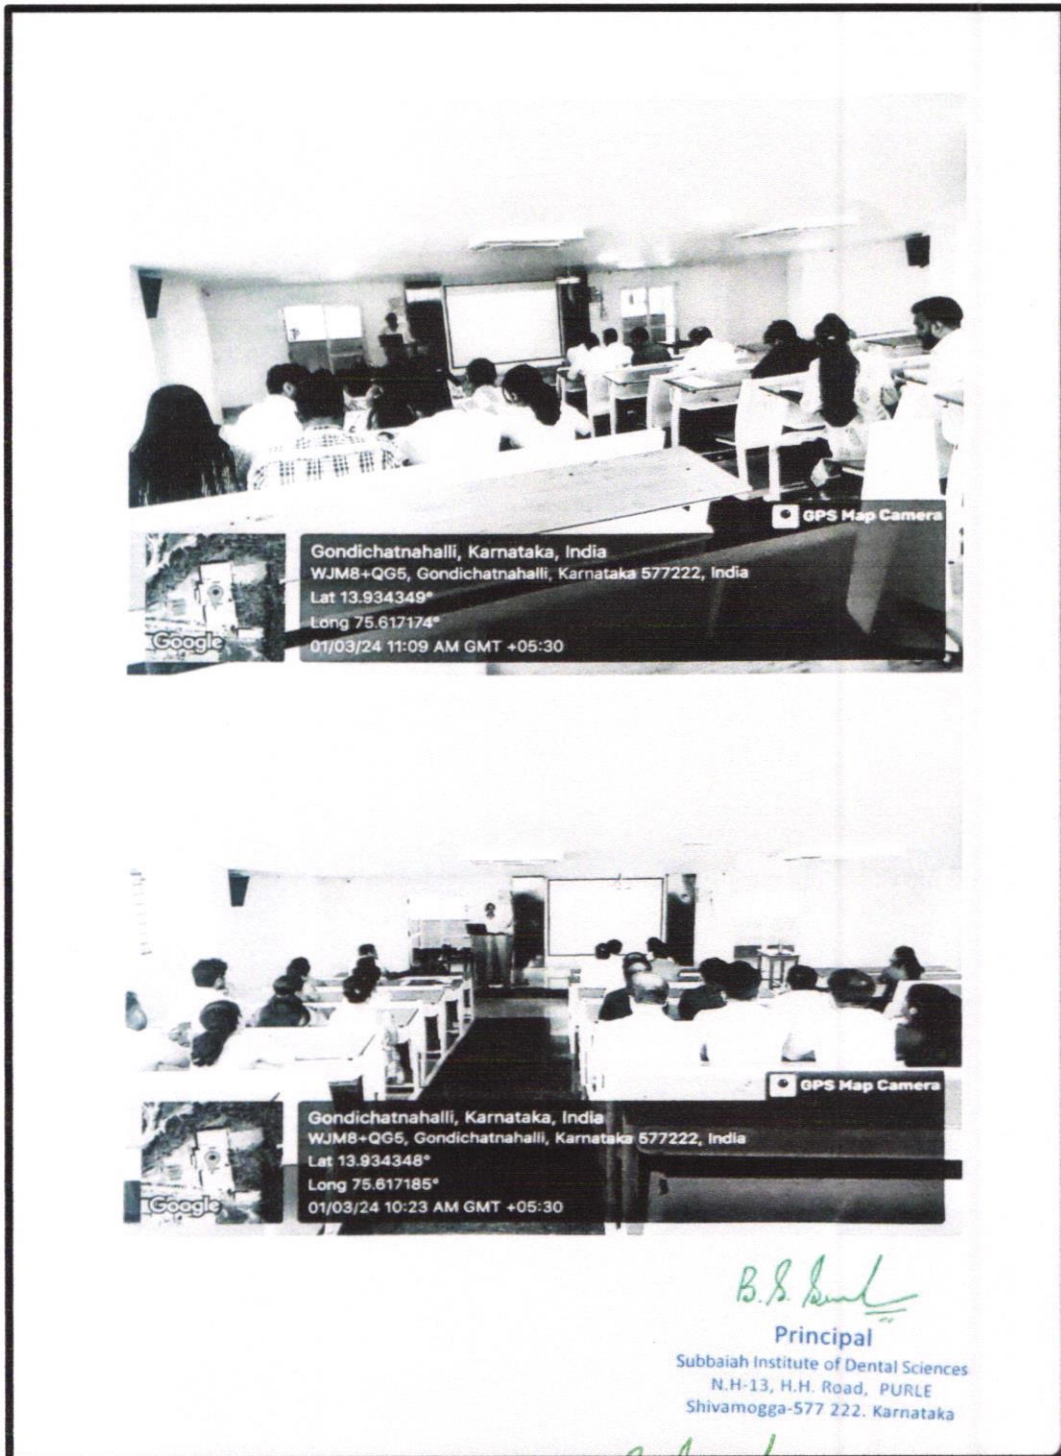 GPS Map Camera
Gondichatnahalli, Karnataka, India
WJM8+QG5, Gondichatnahalli, Karnataka 577222, India
Lat 13.934349°
Long 75.617174°
01/03/24 11:09 AM GMT +05:30
Google
GPS Map Camera
Gondichatnahalli, Karnataka, India
WJM8+QG5, Gondichatnahalli, Karnataka 577222, India
Lat 13.934348°
Long 75.617185°
01/03/24 10:23 AM GMT +05:30
Google
B.S.
Principal
Subbaiah Institute of Dental Sciences
N.H-13, H.H. Road, PURLE
Shivamogga-577 222. Karnataka